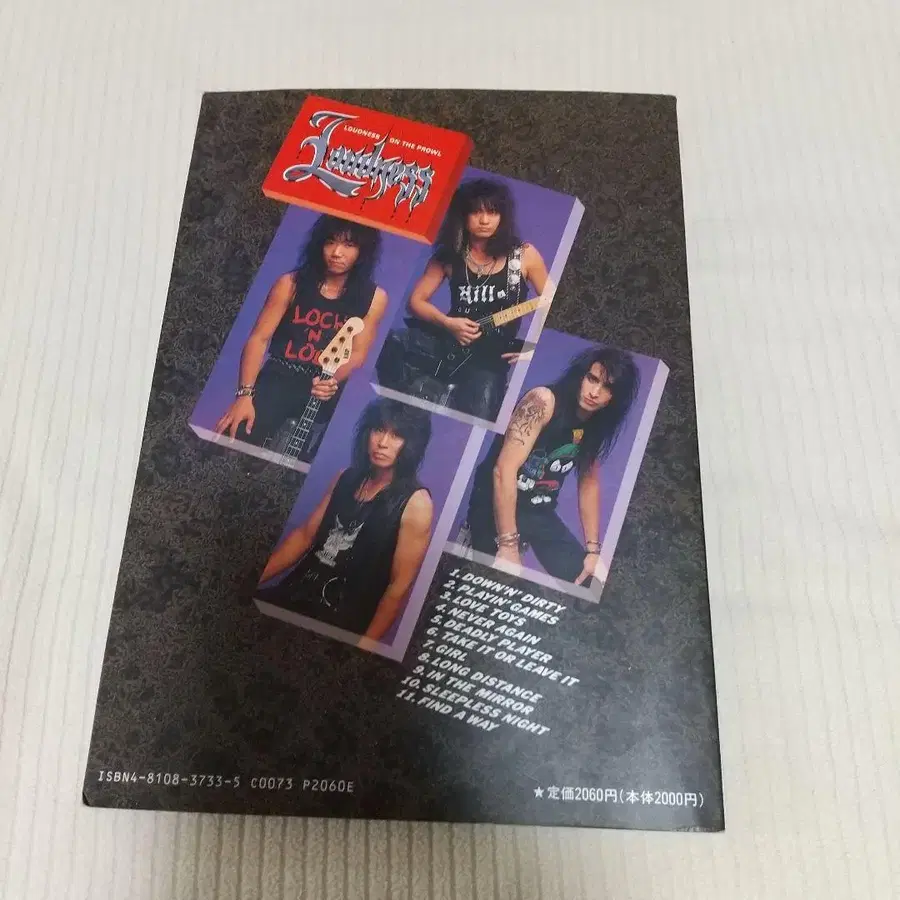 LOUDNESS ON THE PROWL
Loudness
Kill
LOCK
N
LO
1. DOWN'N' DIRTY
2. PLAYIN' GAMES
3. LOVE TOYS
4. NEVER AGAIN
5. DEADLY PLAYER
6. TAKE IT OR LEAVE IT
7. GIRL
8. LONG DISTANCE
9. IN THE MIRROR
10. SLEEPLESS NIGHT
11. FIND A WAY
ISBN4-8108-3733-5 C0073 P2060E
★定価2060円(本体2000円)